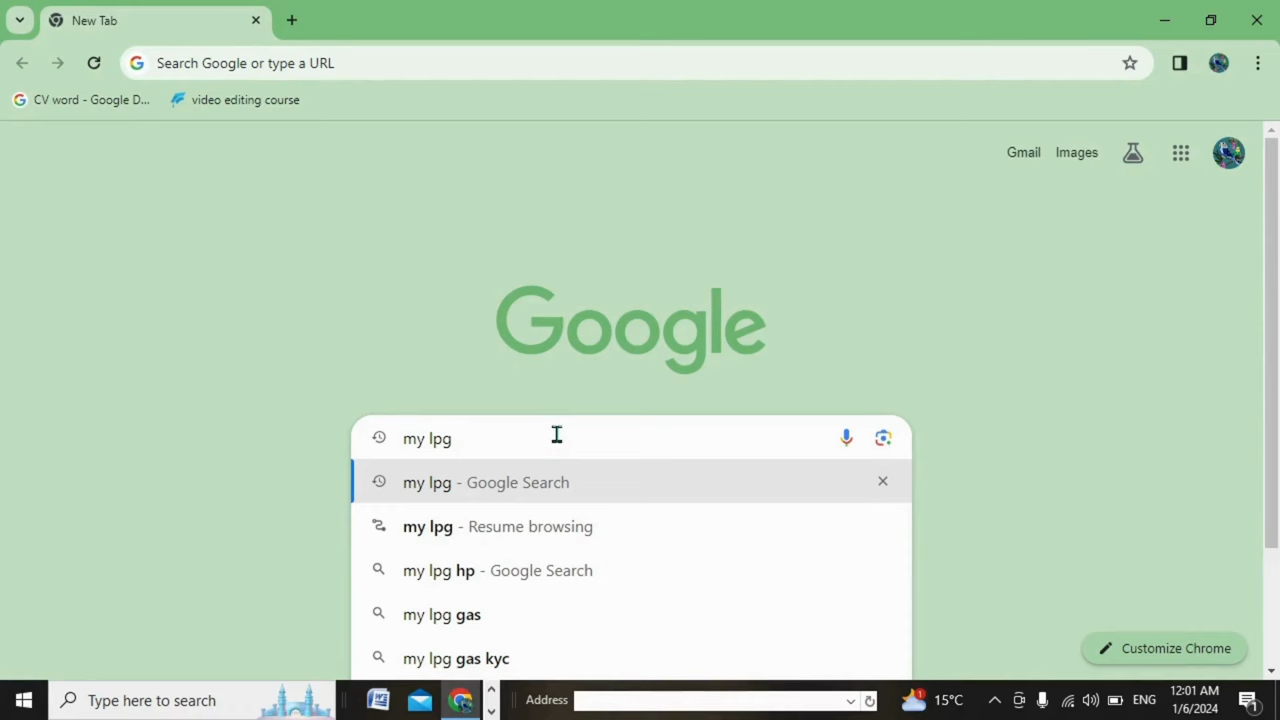 New Tab
Search Google or type a URL
CV word - Google D... video editing course
Gmail Images
Google
my lpg
my lpg - Google Search
my lpg - Resume browsing
my lpg hp - Google Search
my lpg gas
my lpg gas kyc
Customize Chrome
Type here to search Address 15°C ENG 12:01 AM
1/6/2024